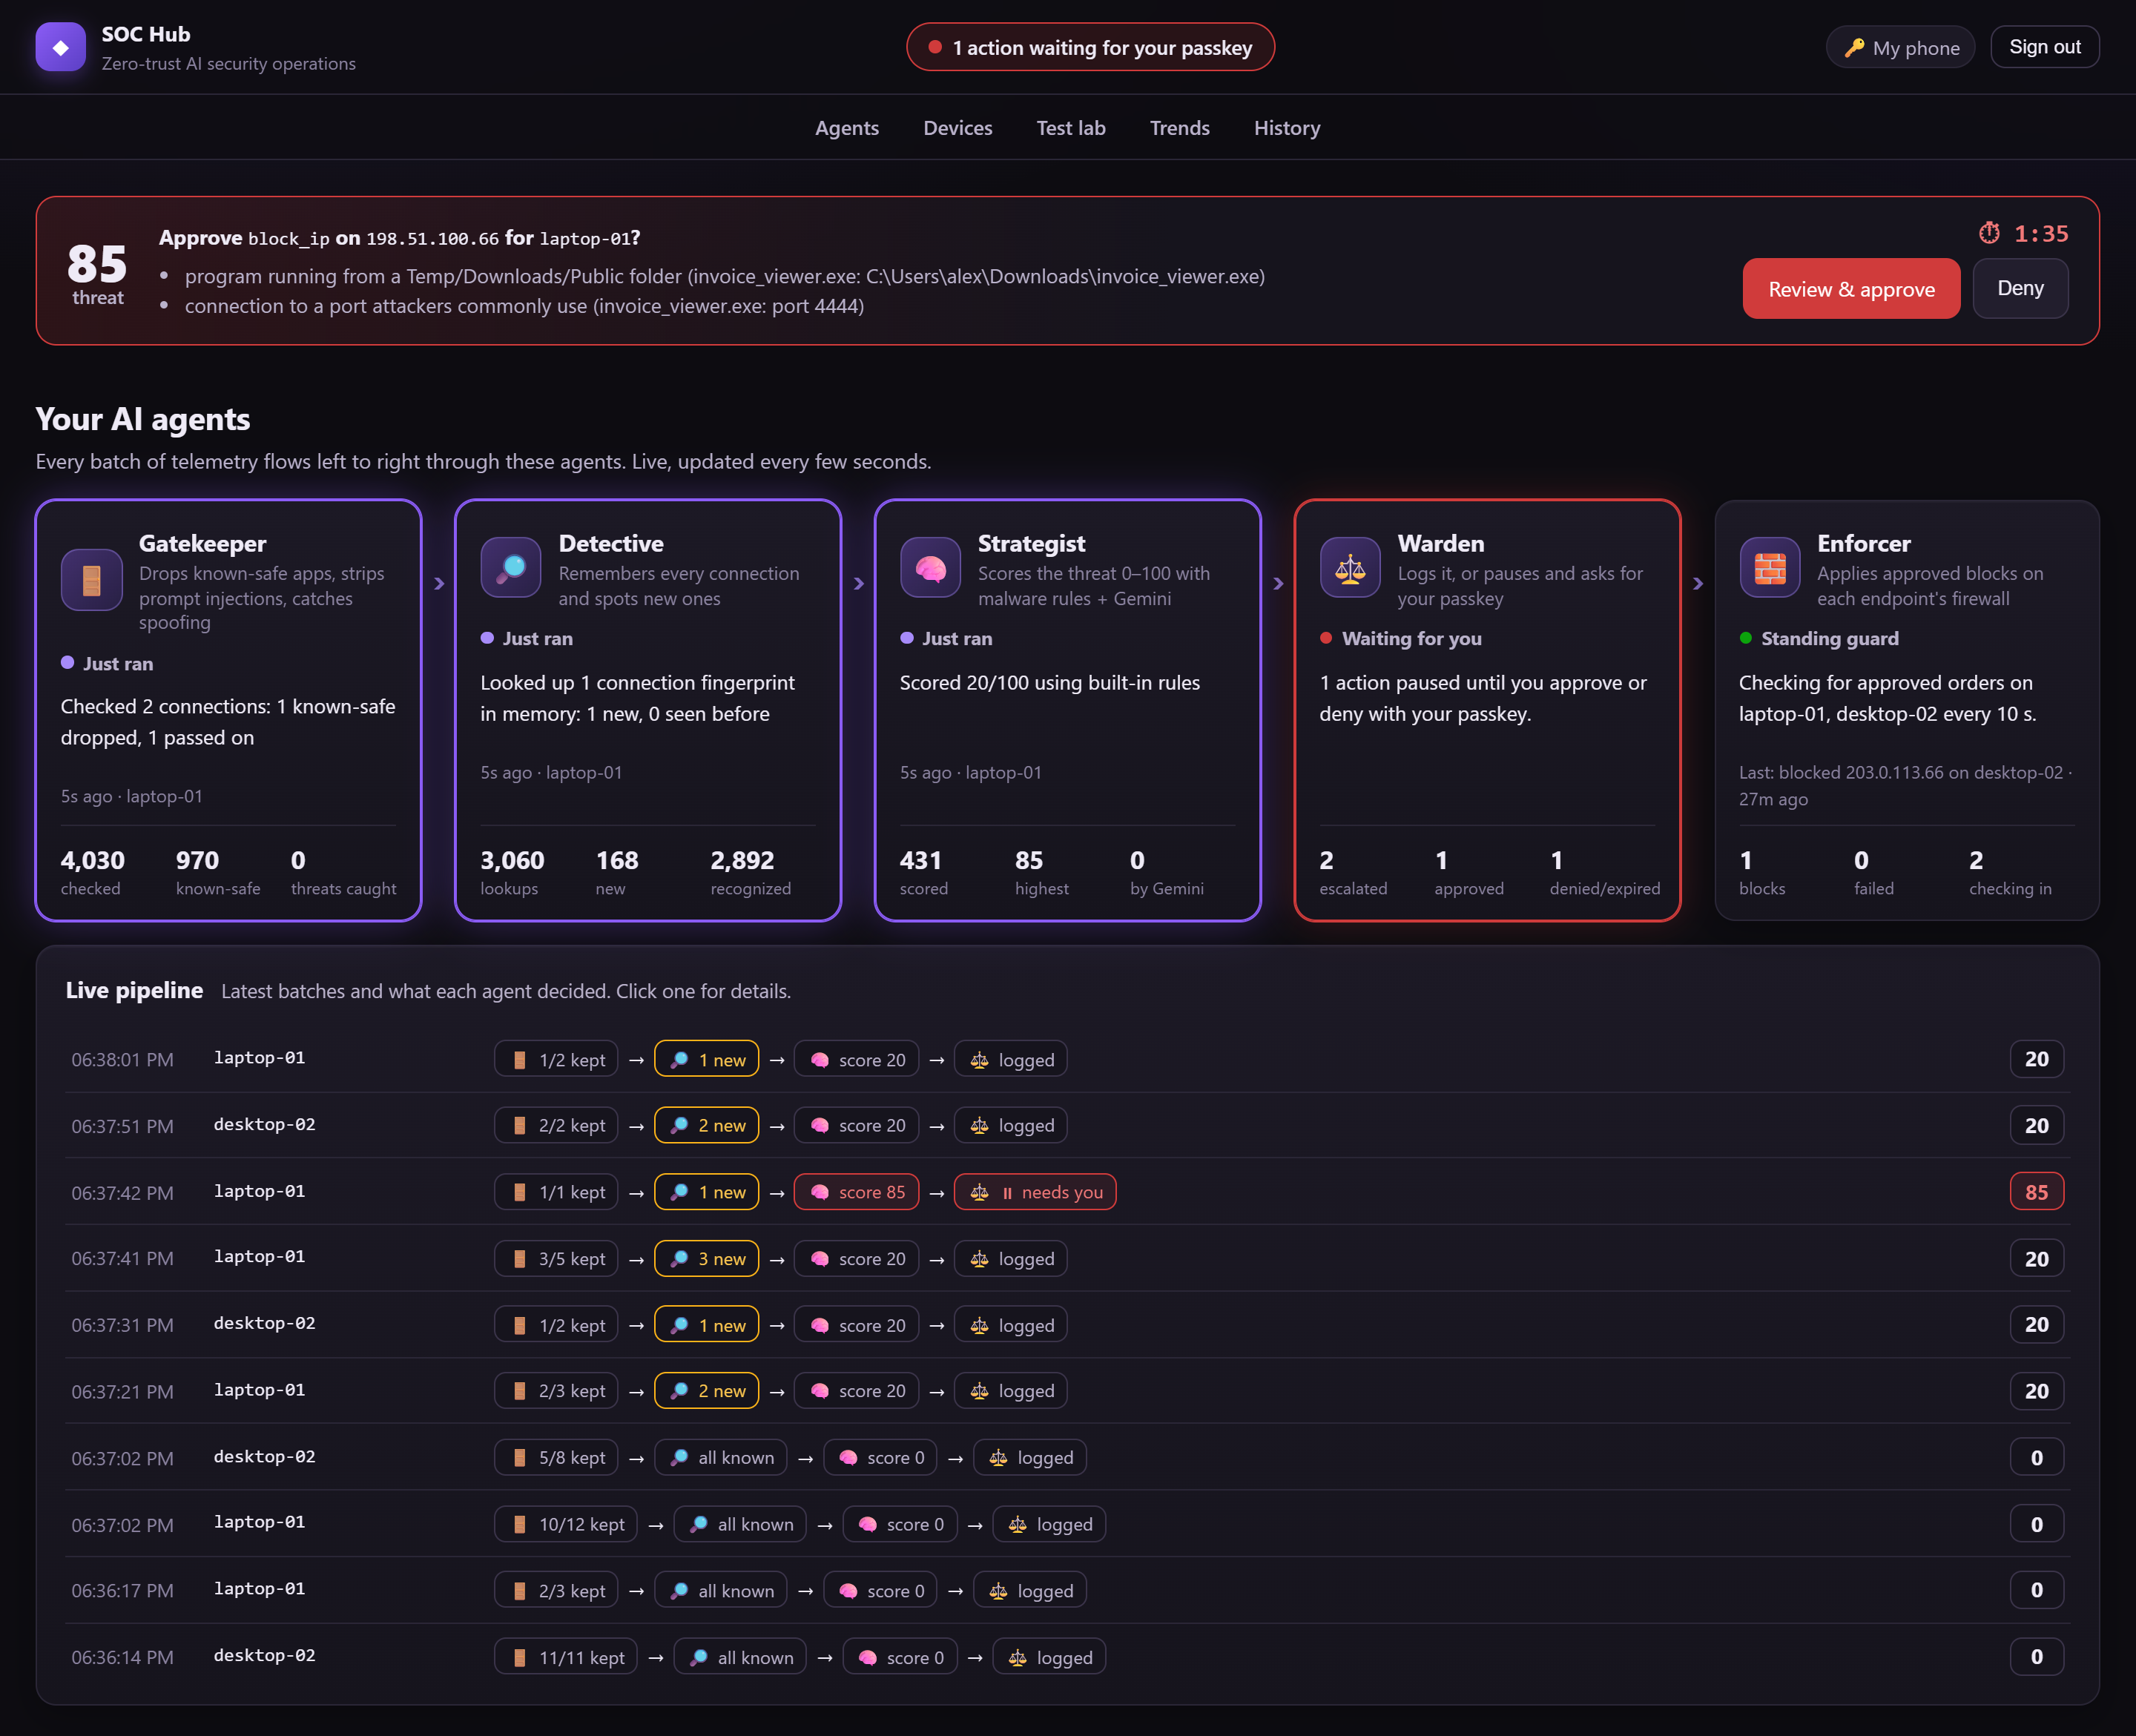 SOC Hub
Zero-trust AI security operations
1 action waiting for your passkey
My phone
Sign out
Agents
Devices
Test lab
Trends
History
85
threat
Approve block_ip on 198.51.100.66 for laptop-01?
• program running from a Temp/Downloads/Public folder (invoice_viewer.exe: C:\Users\alex\Downloads\invoice_viewer.exe)
• connection to a port attackers commonly use (invoice_viewer.exe: port 4444)
1:35
Review & approve
Deny
Your AI agents
Every batch of telemetry flows left to right through these agents. Live, updated every few seconds.
Gatekeeper
Drops known-safe apps, strips
prompt injections, catches
spoofing
Just ran
Checked 2 connections: 1 known-safe
dropped, 1 passed on
5s ago · laptop-01
4,030 970 0
checked known-safe threats caught
›
Detective
Remembers every connection
and spots new ones
Just ran
Looked up 1 connection fingerprint
in memory: 1 new, 0 seen before
5s ago · laptop-01
3,060 168 2,892
lookups new recognized
›
Strategist
Scores the threat 0–100 with
malware rules + Gemini
Just ran
Scored 20/100 using built-in rules
5s ago · laptop-01
431 85 0
scored highest by Gemini
›
Warden
Logs it, or pauses and asks for
your passkey
Waiting for you
1 action paused until you approve or
deny with your passkey.
2 1 1
escalated approved denied/expired
›
Enforcer
Applies approved blocks on
each endpoint's firewall
Standing guard
Checking for approved orders on
laptop-01, desktop-02 every 10 s.
Last: blocked 203.0.113.66 on desktop-02 ·
27m ago
1 0 2
blocks failed checking in
Live pipeline Latest batches and what each agent decided. Click one for details.
06:38:01 PM laptop-01 1/2 kept → 1 new → score 20 → logged 20
06:37:51 PM desktop-02 2/2 kept → 2 new → score 20 → logged 20
06:37:42 PM laptop-01 1/1 kept → 1 new → score 85 → ⏸ needs you 85
06:37:41 PM laptop-01 3/5 kept → 3 new → score 20 → logged 20
06:37:31 PM desktop-02 1/2 kept → 1 new → score 20 → logged 20
06:37:21 PM laptop-01 2/3 kept → 2 new → score 20 → logged 20
06:37:02 PM desktop-02 5/8 kept → all known → score 0 → logged 0
06:37:02 PM laptop-01 10/12 kept → all known → score 0 → logged 0
06:36:17 PM laptop-01 2/3 kept → all known → score 0 → logged 0
06:36:14 PM desktop-02 11/11 kept → all known → score 0 → logged 0